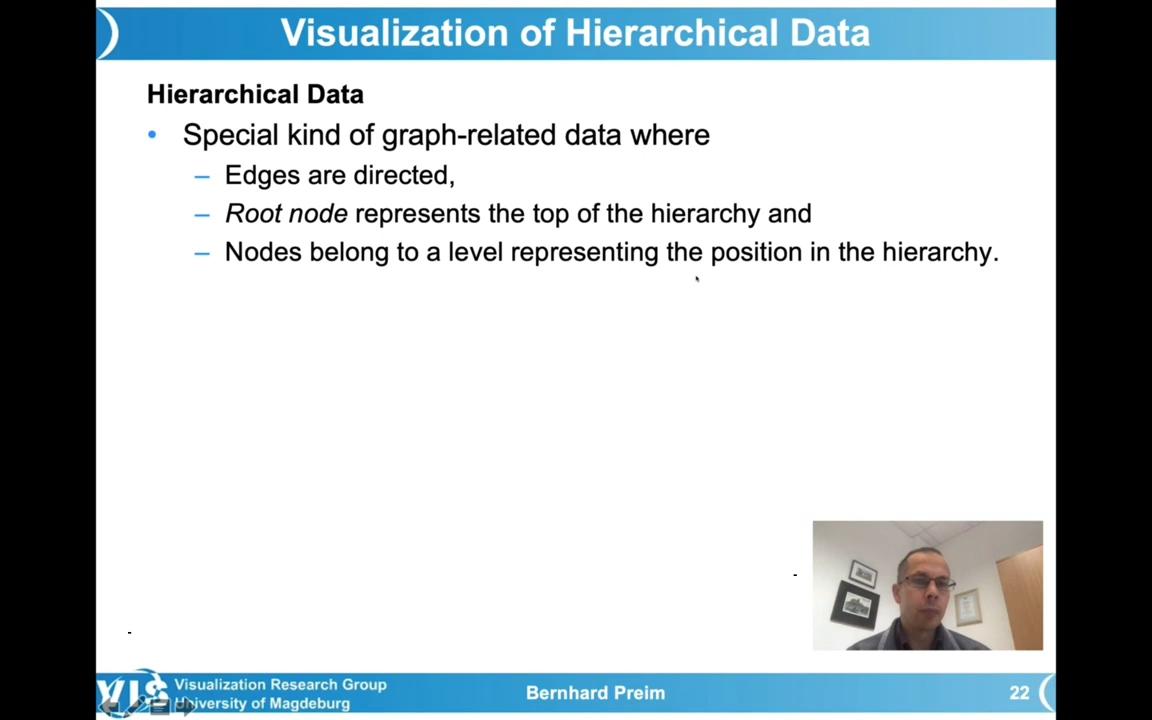 Visualization of Hierarchical Data
Hierarchical Data
• Special kind of graph-related data where
– Edges are directed,
– Root node represents the top of the hierarchy and
– Nodes belong to a level representing the position in the hierarchy.
VIS
Visualization Research Group
University of Magdeburg
Bernhard Preim
22